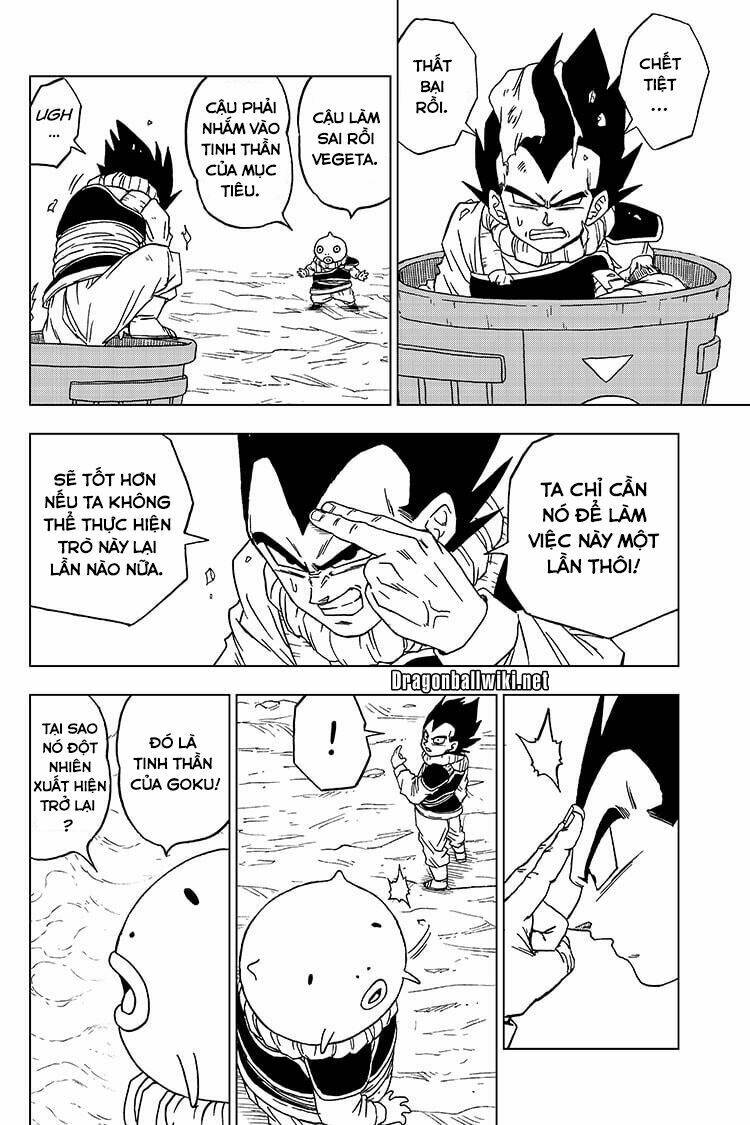 CHẾT
TIỆT
...
THẤT
BẠI
RỒI.
CẬU LÀM
SAI RỒI
VEGETA.
CẬU PHẢI
NHẮM VÀO
TINH THẦN
CỦA MỤC
TIÊU.
UGH
...
TA CHỈ CẦN
NÓ ĐỂ LÀM
VIỆC NÀY MỘT
LẦN THÔI!
SẼ TỐT HƠN
NẾU TA KHÔNG
THỂ THỰC HIỆN
TRÒ NÀY LẠI
LẦN NÀO NỮA.
Dragonballwiki.net
!
ĐÓ LÀ
TINH THẦN
CỦA GOKU!
TẠI SAO
NÓ ĐỘT
NHIÊN
XUẤT HIỆN
TRỞ LẠI
?